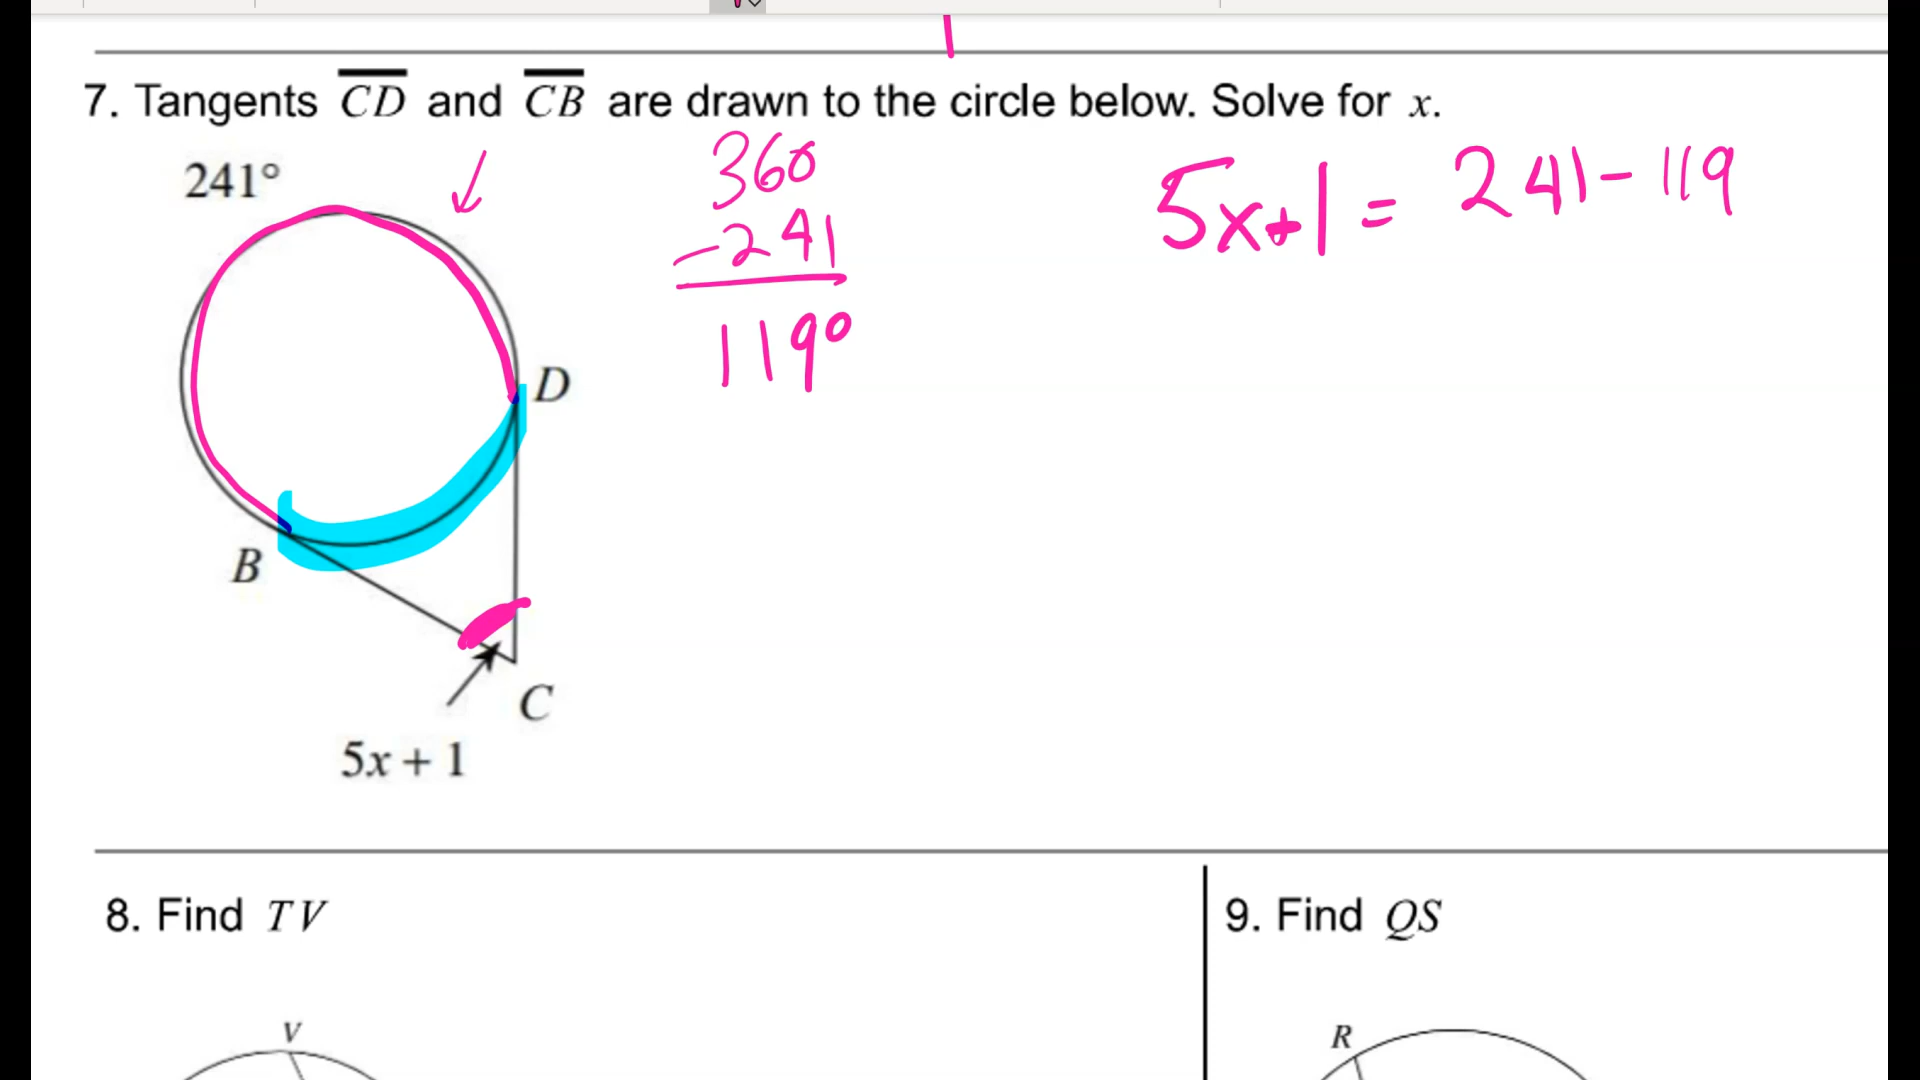 7. Tangents CD and CB are drawn to the circle below. Solve for x.
241°
360
-241
119°
5x+1 = 241-119
D
B
C
5x + 1
8. Find TV
9. Find QS
V
R